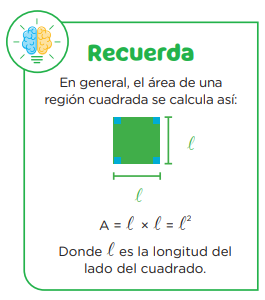 Recuerda
En general, el área de una
región cuadrada se calcula así:
ℓ
ℓ
A = ℓ × ℓ = ℓ²
Donde ℓ es la longitud del
lado del cuadrado.